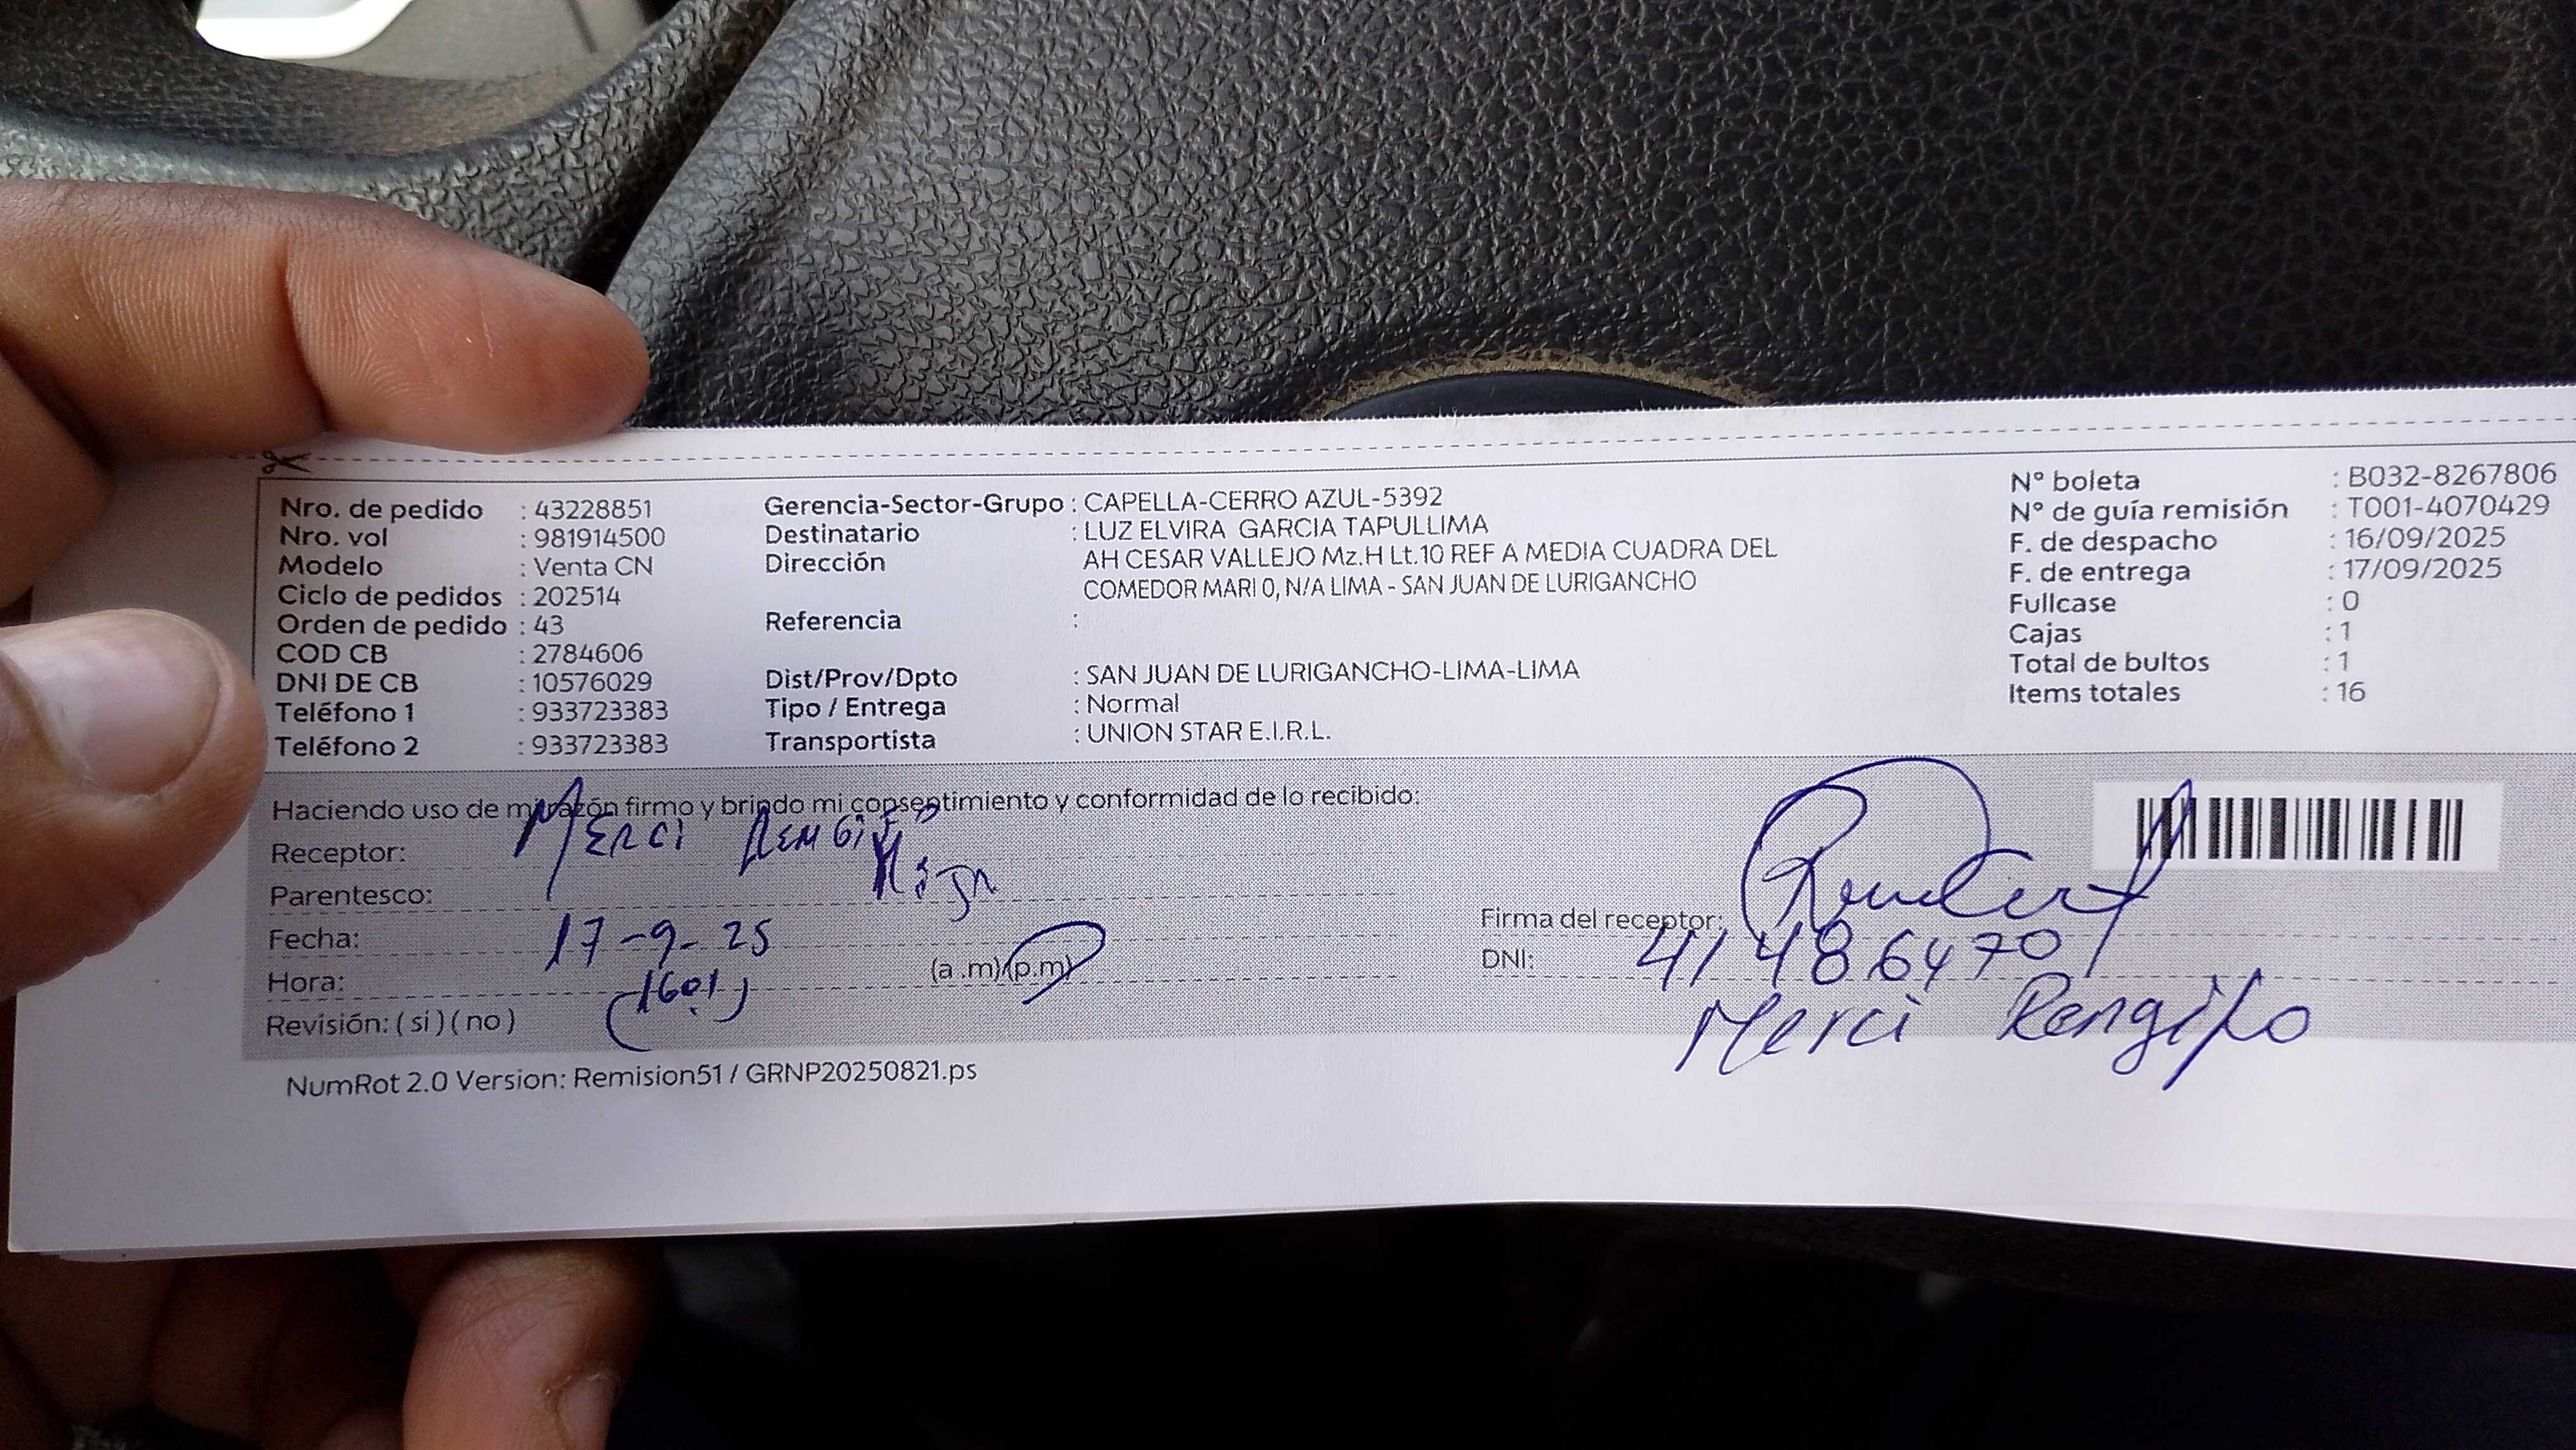 Nro. de pedido : 43228851
Nro. vol : 981914500
Modelo : Venta CN
Ciclo de pedidos : 202514
Orden de pedido : 43
COD CB : 2784606
DNI DE CB : 10576029
Teléfono 1 : 933723383
Teléfono 2 : 933723383
Gerencia-Sector-Grupo : CAPELLA-CERRO AZUL-5392
Destinatario : LUZ ELVIRA GARCIA TAPULLIMA
Dirección AH CESAR VALLEJO Mz.H Lt.10 REF A MEDIA CUADRA DEL
COMEDOR MARI 0, N/A LIMA - SAN JUAN DE LURIGANCHO
Referencia :
Dist/Prov/Dpto : SAN JUAN DE LURIGANCHO-LIMA-LIMA
Tipo / Entrega : Normal
Transportista : UNION STAR E.I.R.L.
N° boleta : B032-8267806
N° de guía remisión : T001-4070429
F. de despacho : 16/09/2025
F. de entrega : 17/09/2025
Fullcase : 0
Cajas : 1
Total de bultos : 1
Items totales : 16
Haciendo uso de mi razón firmo y brindo mi consentimiento y conformidad de lo recibido:
Receptor: MERCI RENGIFO
Parentesco: Hija
Fecha: 17-9-25
Hora: (a.m)(p.m)
Revisión: ( si ) ( no )
Firma del receptor:
DNI: 41486470
Merci Rengifo
NumRot 2.0 Version: Remision51 / GRNP20250821.ps